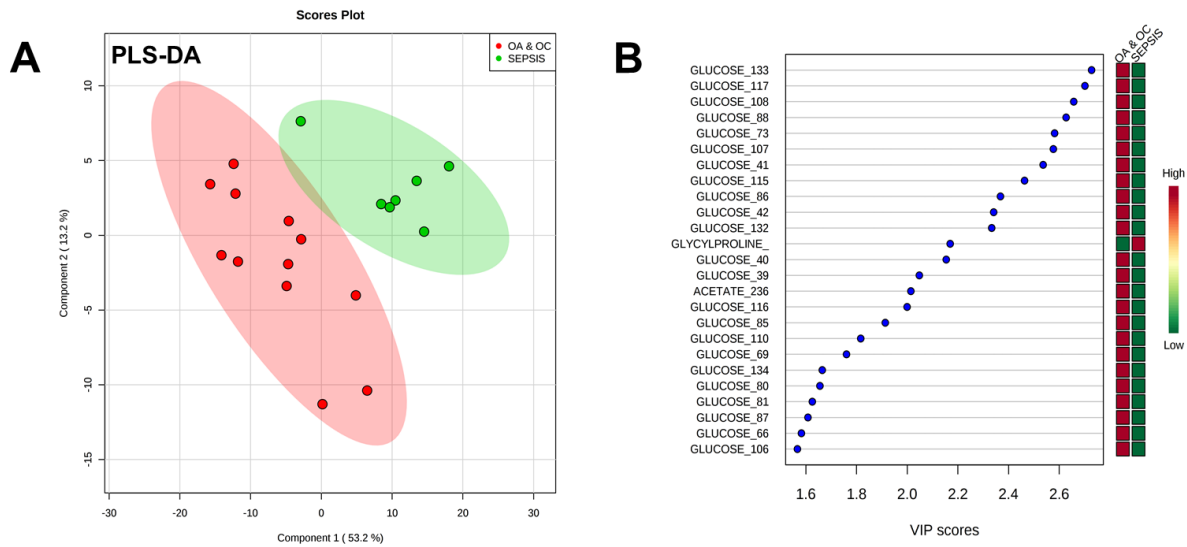 Scores Plot
A
PLS-DA
OA & OC
SEPSIS
Component 2 ( 13.2 %)
10
5
0
-5
-10
-15
-30
-20
-10
0
10
20
30
Component 1 ( 53.2 %)
B
OA & OC
SEPSIS
GLUCOSE_133
GLUCOSE_117
GLUCOSE_108
GLUCOSE_88
GLUCOSE_73
GLUCOSE_107
GLUCOSE_41
GLUCOSE_115
GLUCOSE_86
GLUCOSE_42
GLUCOSE_132
GLYCYLPROLINE_
GLUCOSE_40
GLUCOSE_39
ACETATE_236
GLUCOSE_116
GLUCOSE_85
GLUCOSE_110
GLUCOSE_69
GLUCOSE_134
GLUCOSE_80
GLUCOSE_81
GLUCOSE_87
GLUCOSE_66
GLUCOSE_106
1.6
1.8
2.0
2.2
2.4
2.6
VIP scores
High
Low